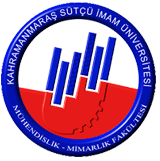 KAHRAMANMARAŞ SÜTÇÜ İMAM ÜNİVERSİTESİ
MÜHENDİSLİK - MİMARLIK FAKÜLTESİ